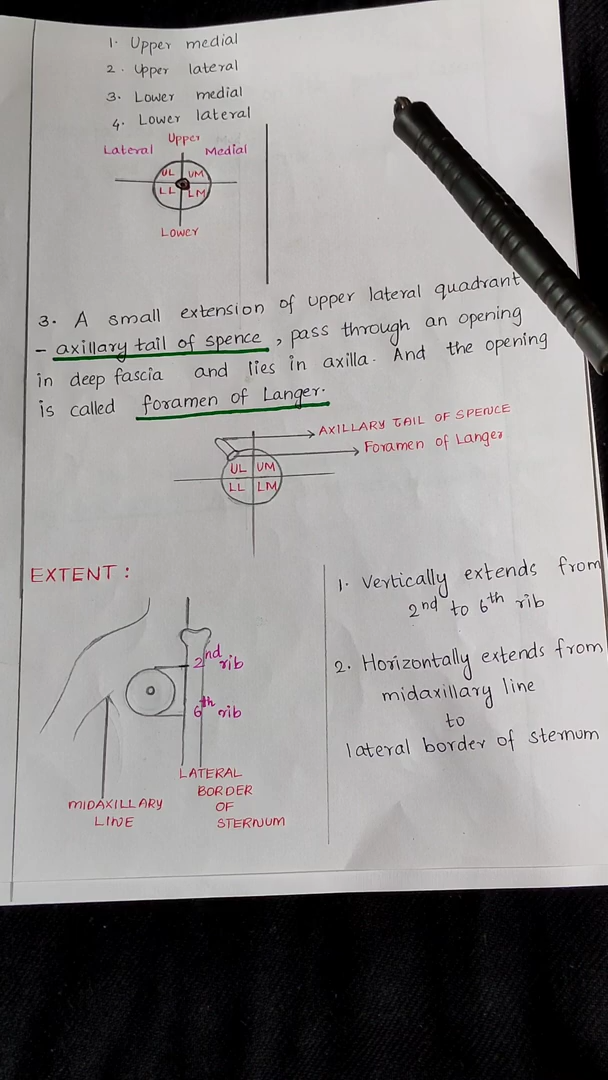 1. Upper medial
2. Upper lateral
3. Lower medial
4. Lower lateral
Upper
Lateral Medial
UL UM
LL LM
Lower
3. A small extension of upper lateral quadrant
- axillary tail of spence, pass through an opening
in deep fascia and lies in axilla. And the opening
is called foramen of Langer.
AXILLARY TAIL OF SPENCE
Foramen of Langer
UL UM
LL LM
EXTENT:
2nd rib
6th rib
LATERAL
BORDER
OF
STERNUM
MIDAXILLARY
LINE
1. Vertically extends from
2nd to 6th rib
2. Horizontally extends from
midaxillary line
to
lateral border of sternum